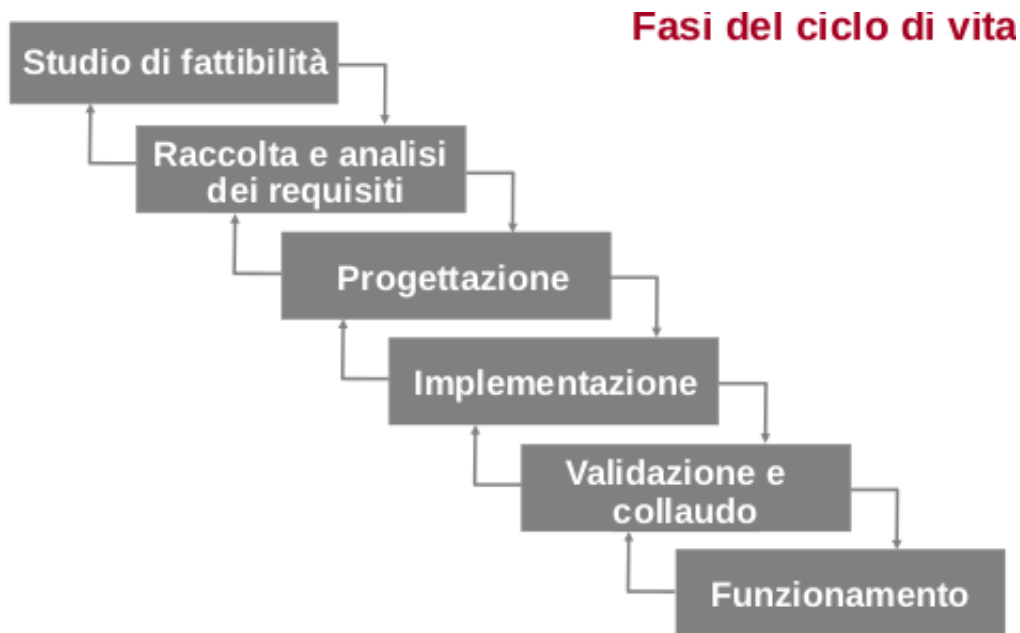 Fasi del ciclo di vita
Studio di fattibilità
Raccolta e analisi
dei requisiti
Progettazione
Implementazione
Validazione e
collaudo
Funzionamento